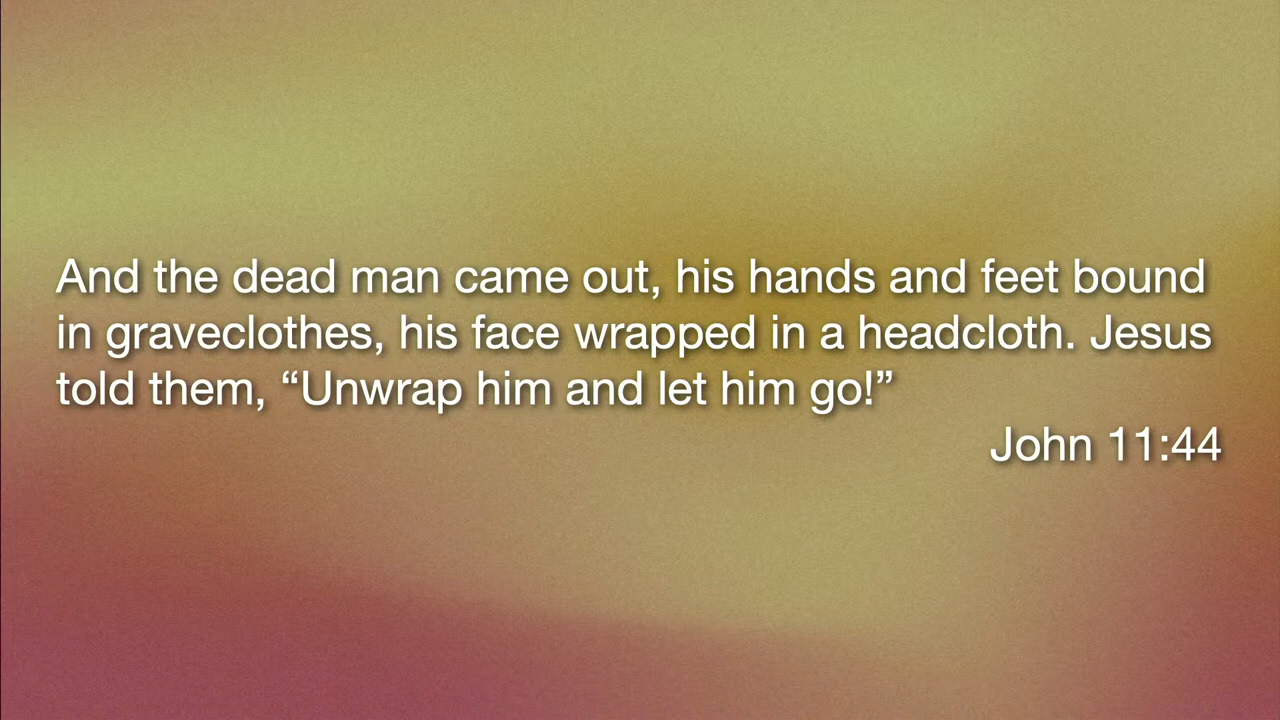 And the dead man came out, his hands and feet bound
in graveclothes, his face wrapped in a headcloth. Jesus
told them, “Unwrap him and let him go!”
John 11:44